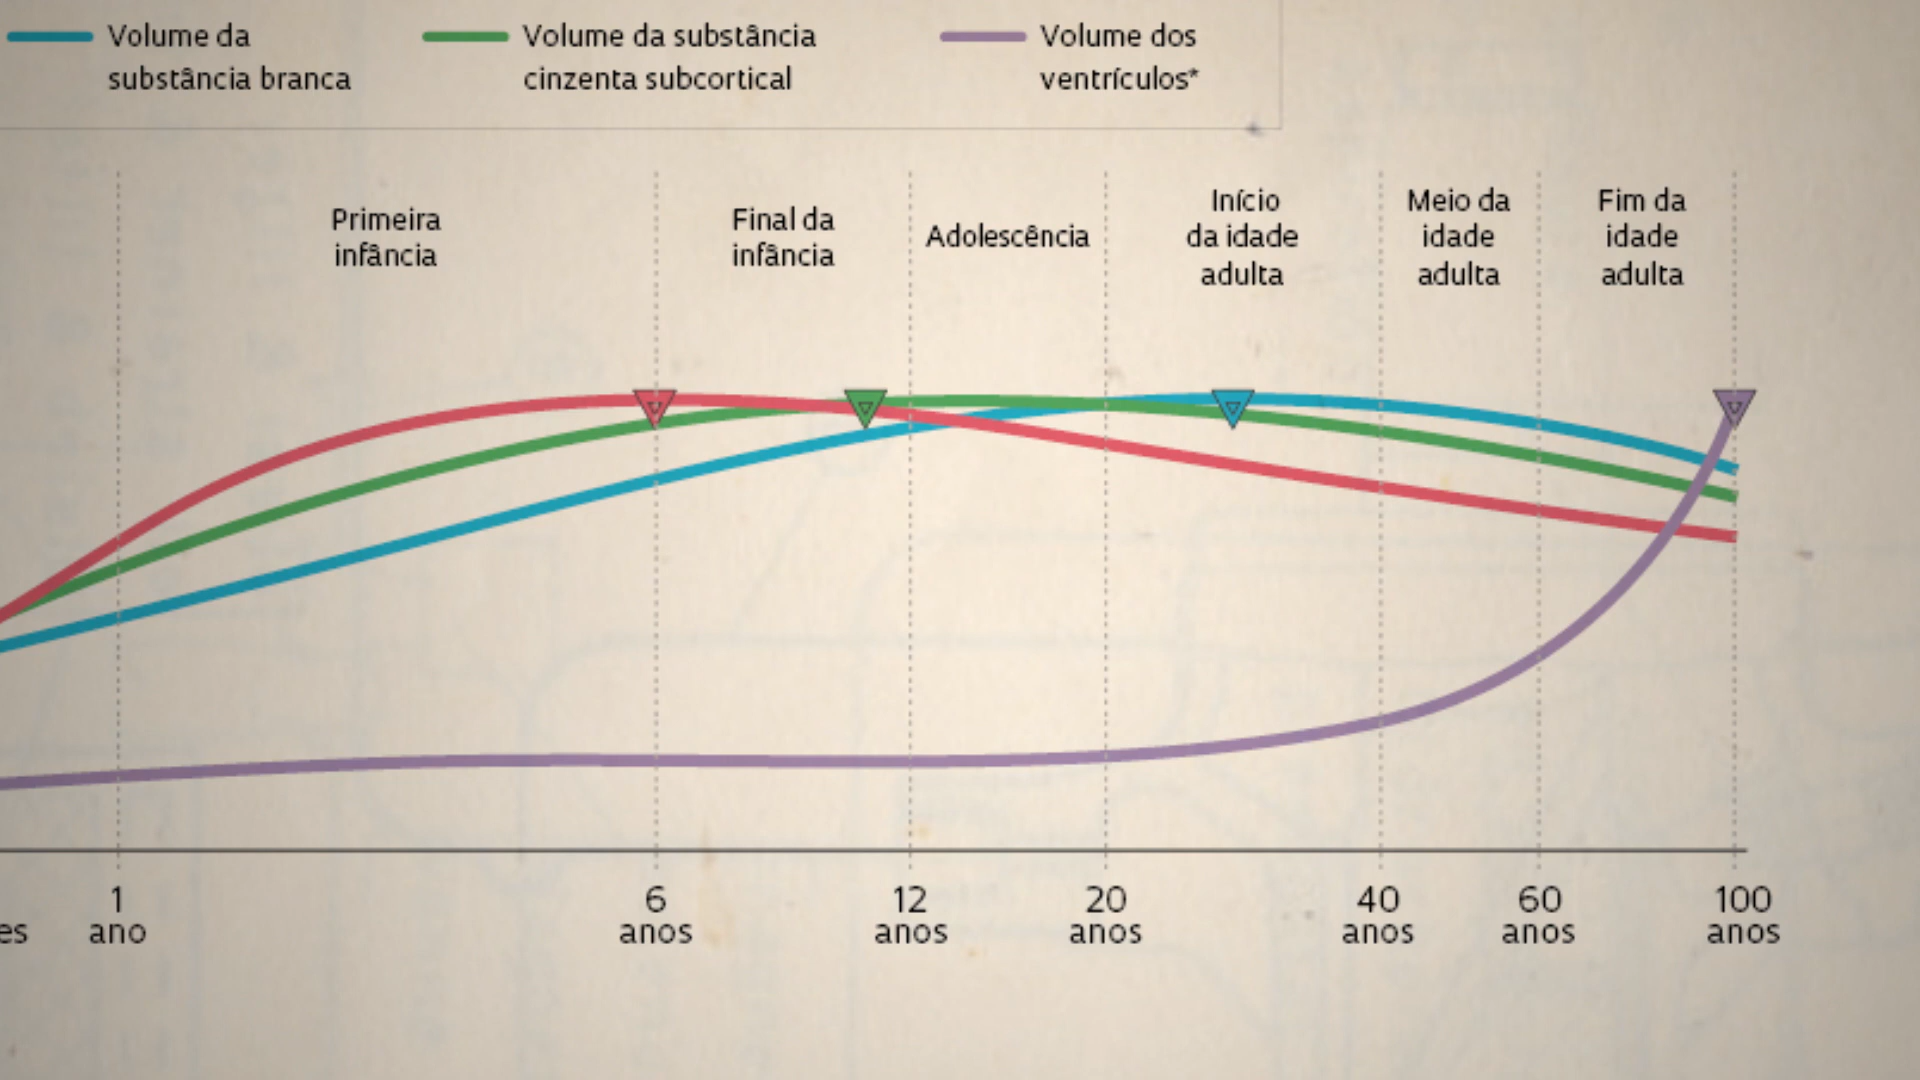 Volume da
substância branca
Volume da substância
cinzenta subcortical
Volume dos
ventrículos*
Primeira
infância
Final da
infância
Adolescência
Início
da idade
adulta
Meio da
idade
adulta
Fim da
idade
adulta
1
ano
6
anos
12
anos
20
anos
40
anos
60
anos
100
anos